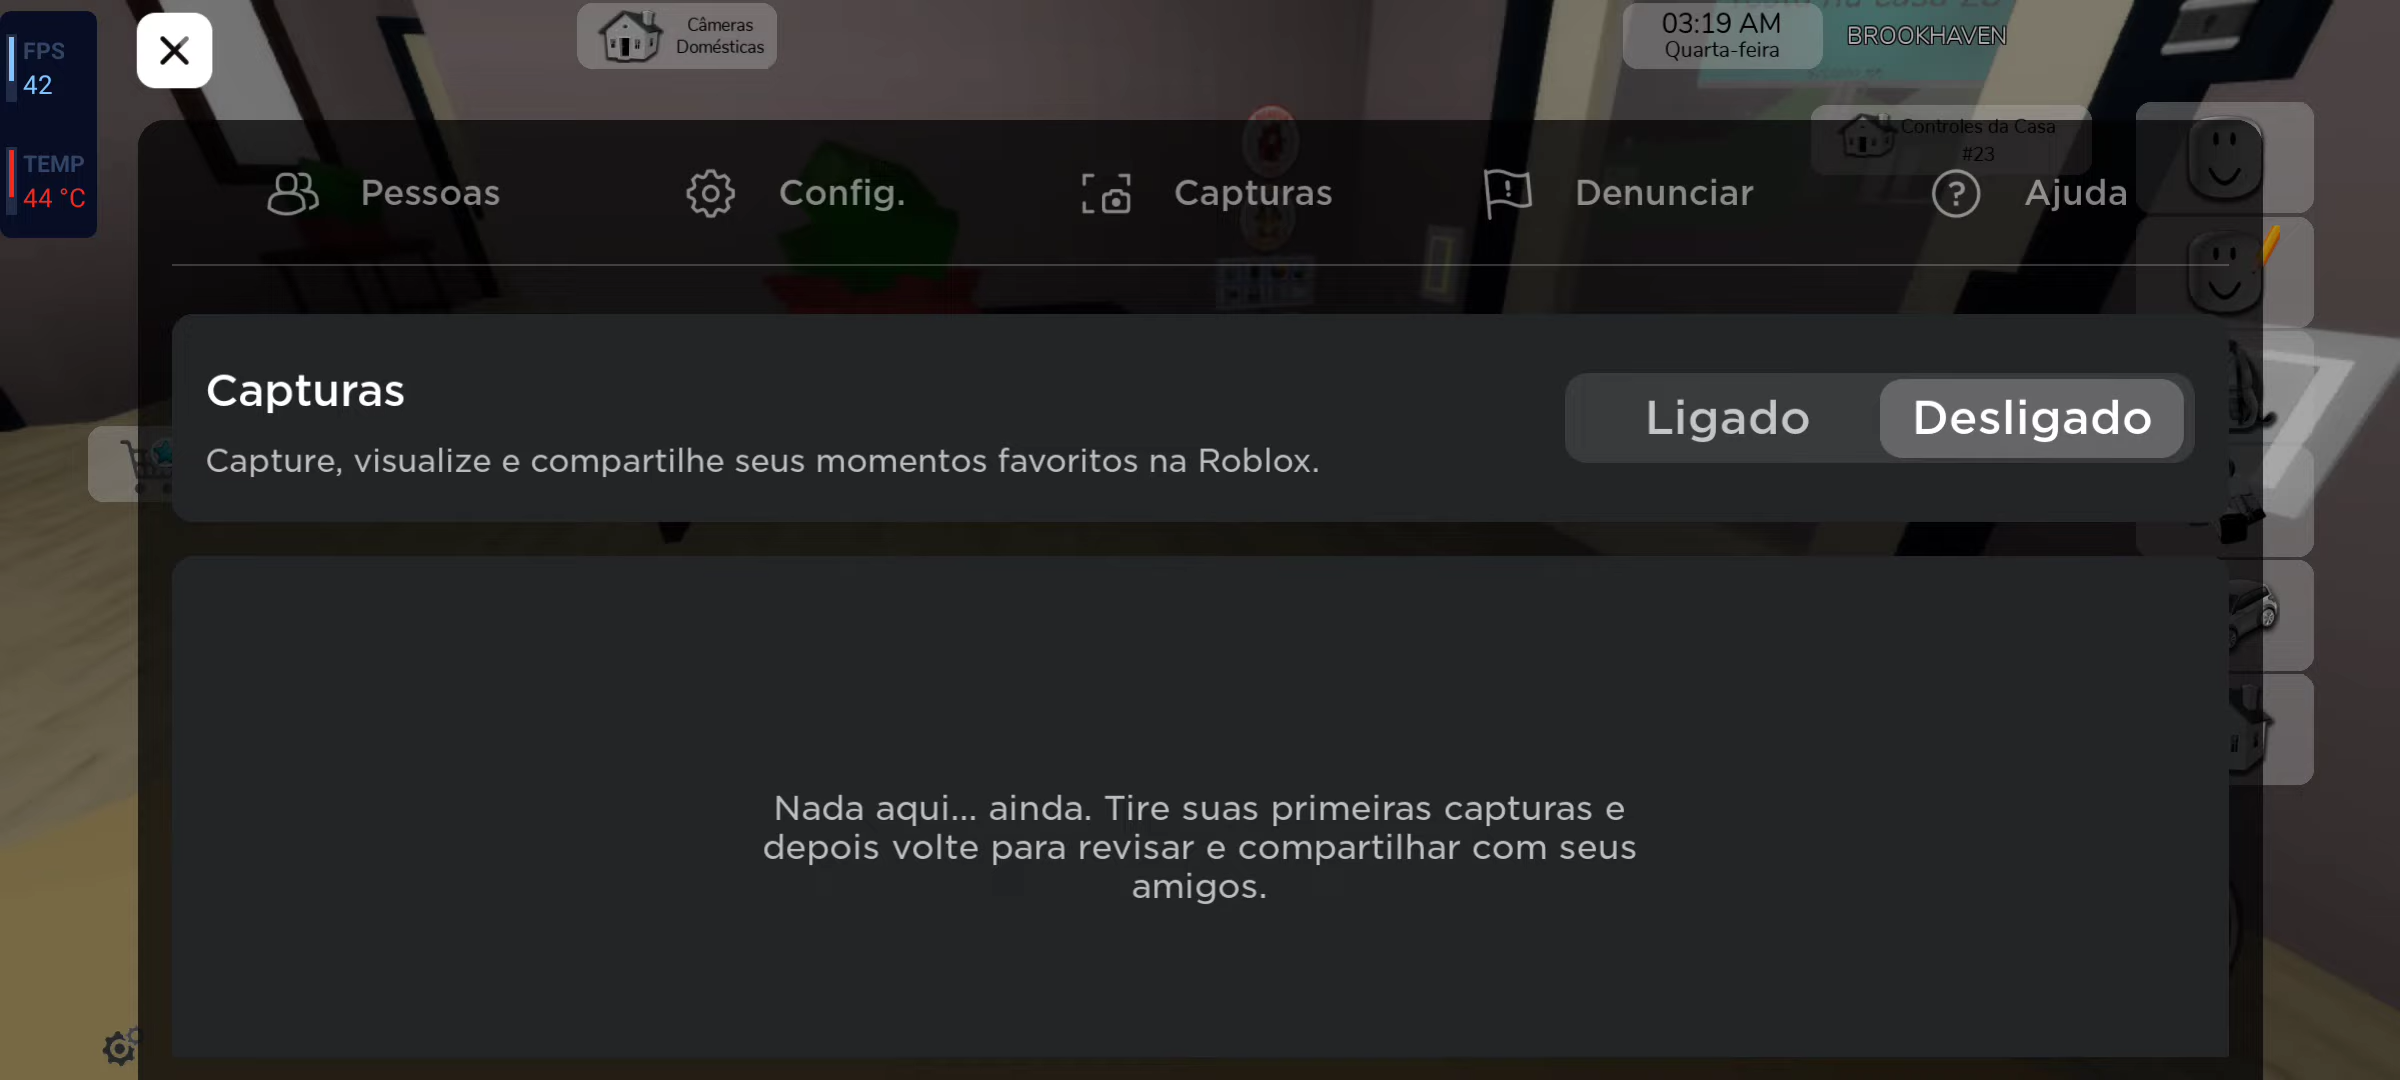 FPS
42
TEMP
44 °C
Câmeras
Domésticas
03:19 AM
Quarta-feira
BROOKHAVEN
Controles da Casa
#23
Pessoas
Config.
Capturas
Denunciar
Ajuda
Capturas
Capture, visualize e compartilhe seus momentos favoritos na Roblox.
Ligado
Desligado
Nada aqui... ainda. Tire suas primeiras capturas e
depois volte para revisar e compartilhar com seus
amigos.